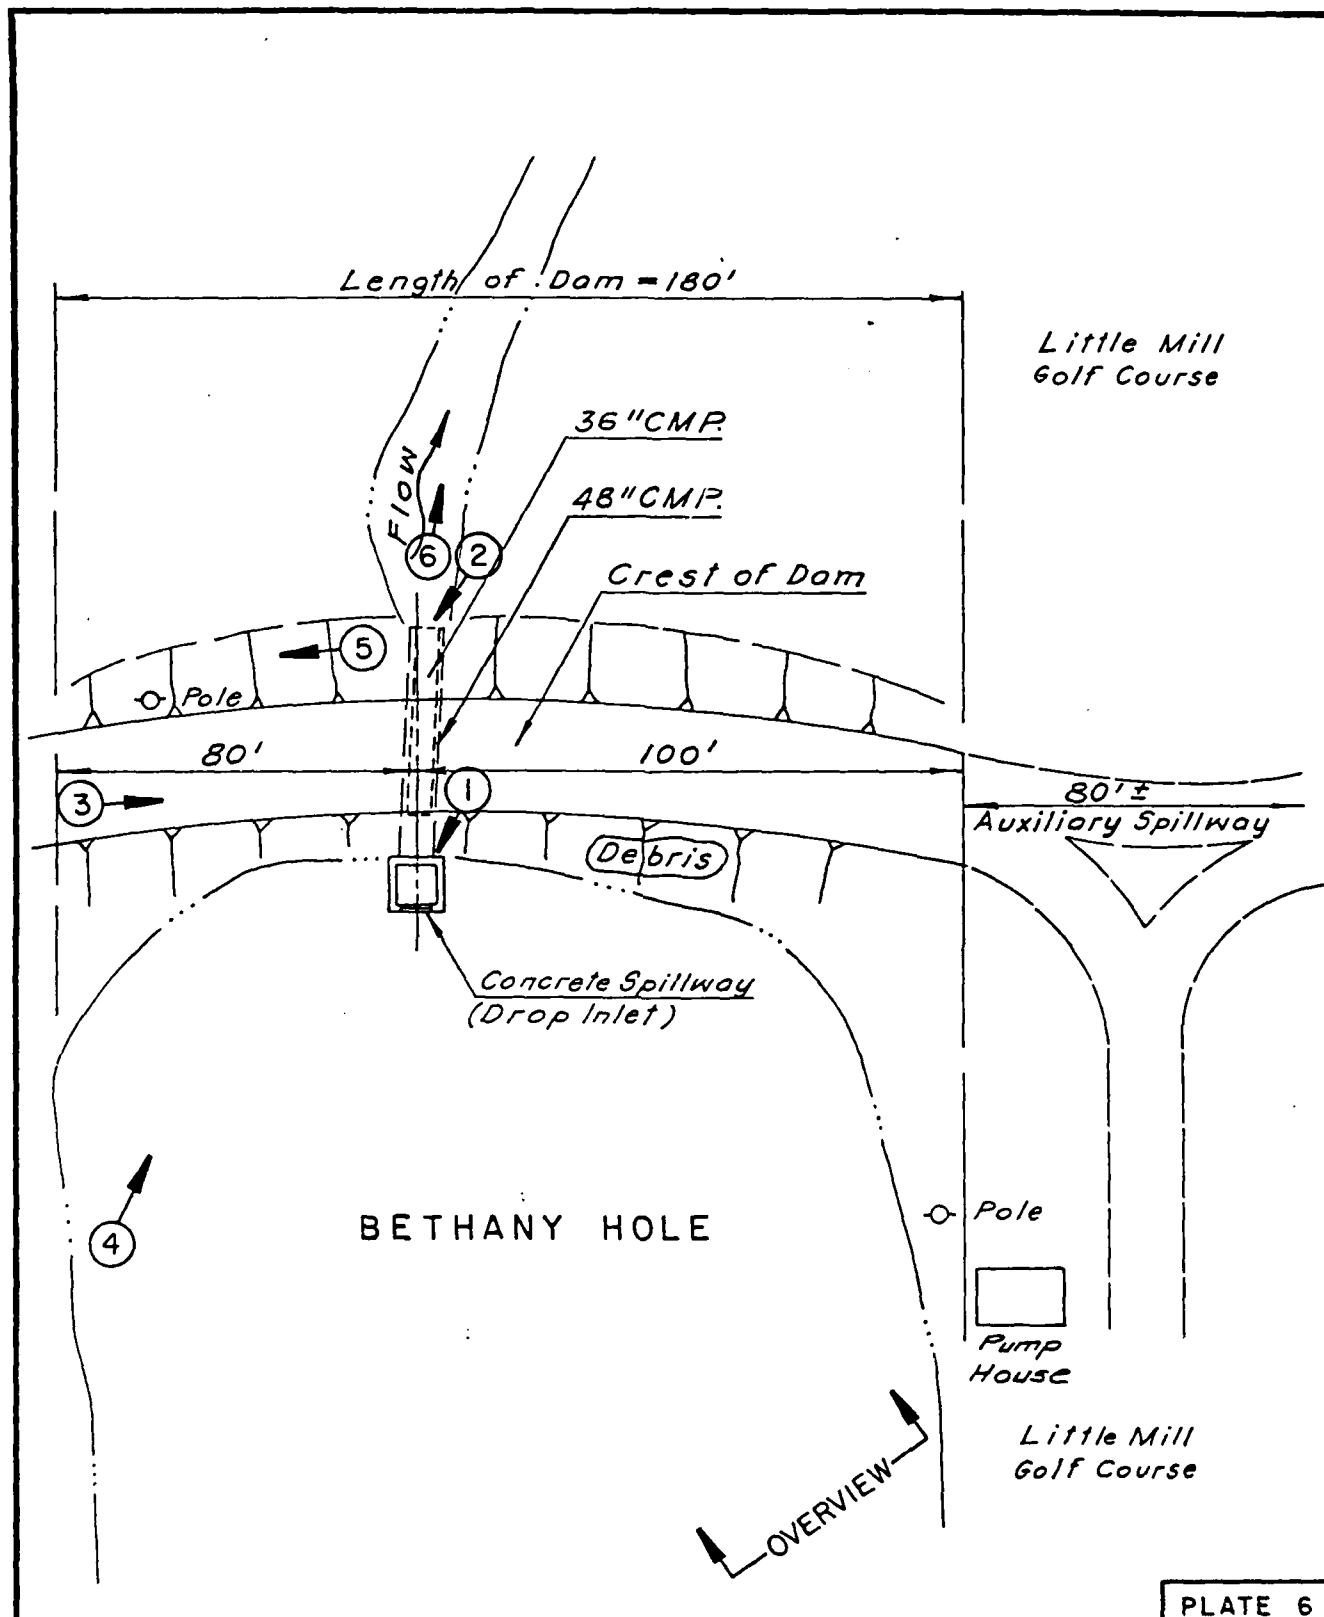 Length of Dam = 180'
Little Mill
Golf Course
36" CMP.
FLOW
48" CMP.
6
2
Crest of Dam
5
Pole
80'
100'
3
1
80'±
Auxiliary Spillway
Debris
Concrete Spillway
(Drop Inlet)
4
BETHANY HOLE
Pole
Pump
House
Little Mill
Golf Course
OVERVIEW
PLATE 6